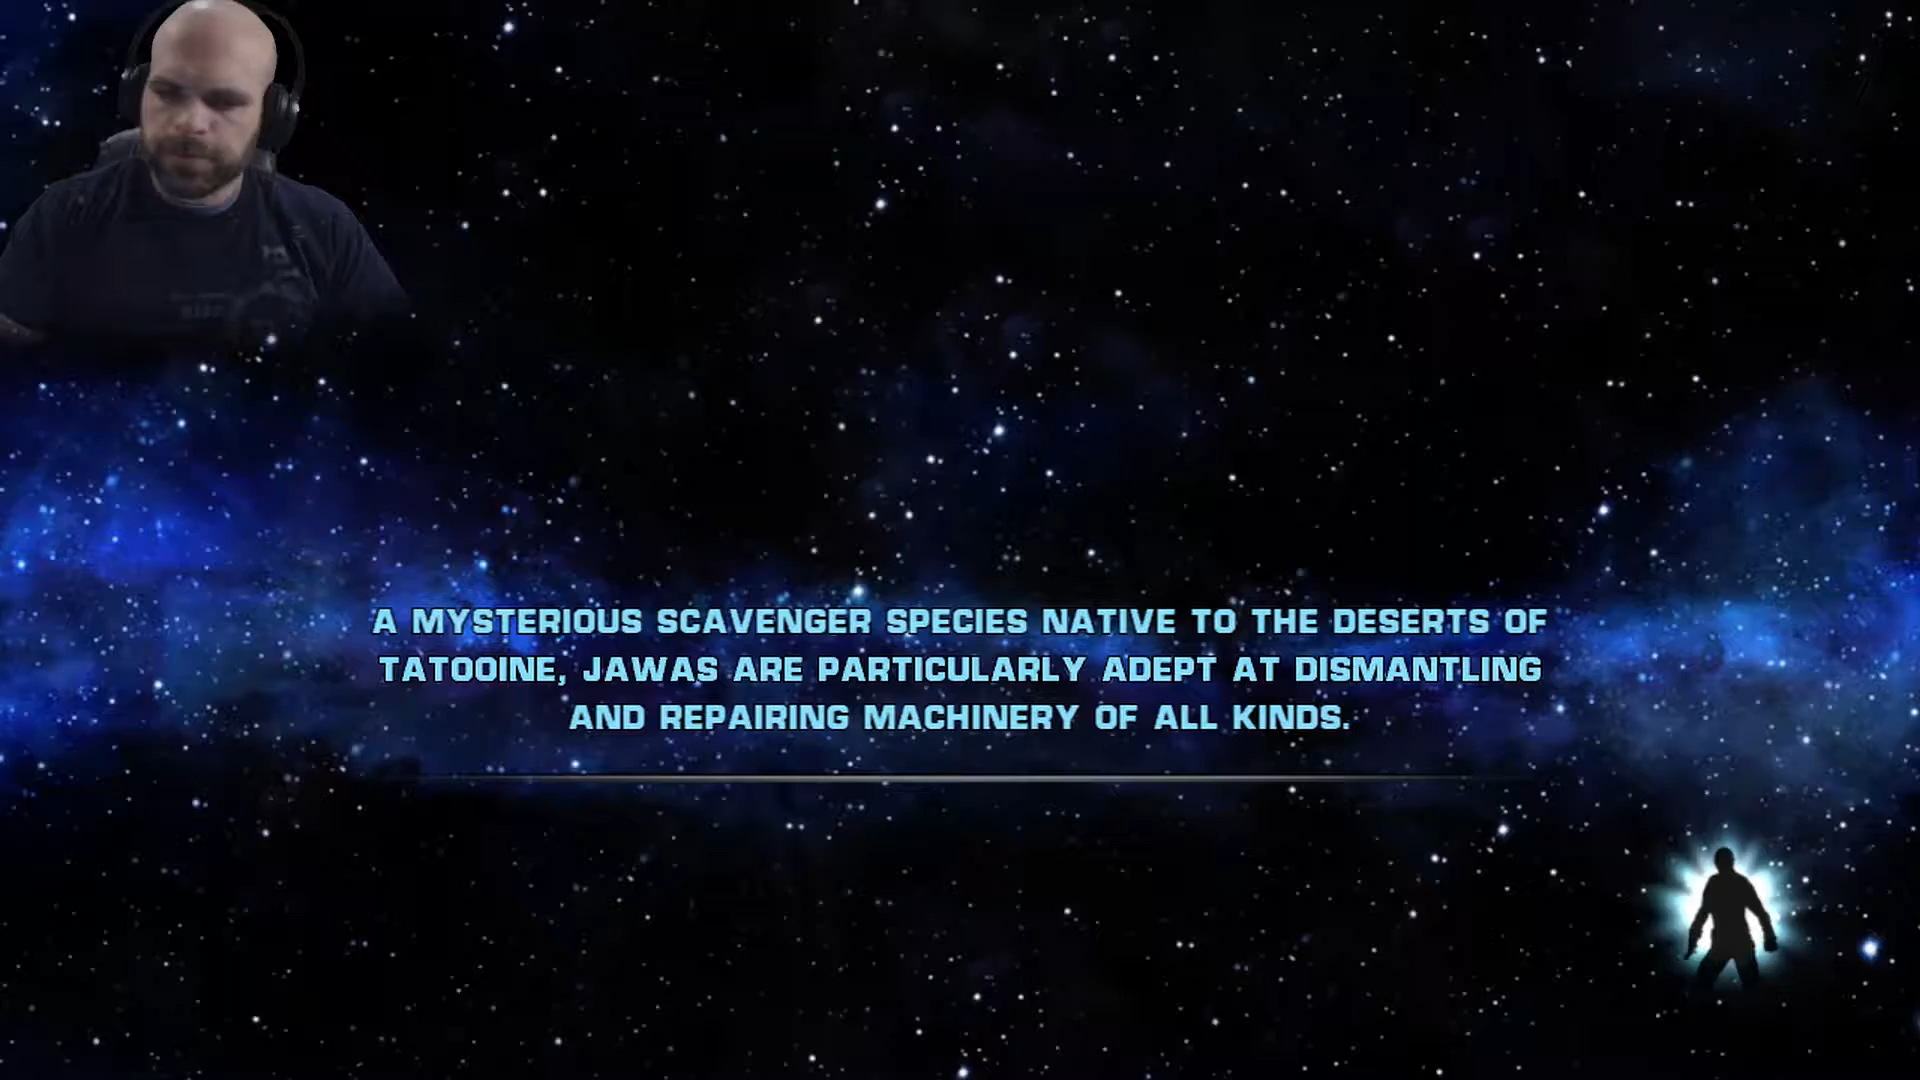 A MYSTERIOUS SCAVENGER SPECIES NATIVE TO THE DESERTS OF
TATOOINE, JAWAS ARE PARTICULARLY ADEPT AT DISMANTLING
AND REPAIRING MACHINERY OF ALL KINDS.